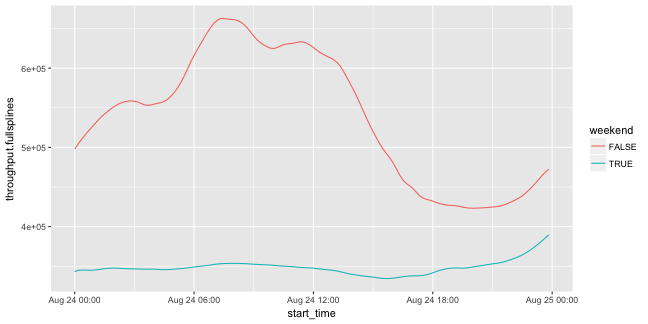 6e+05
5e+05
4e+05
throughput.fullsplines
Aug 24 00:00
Aug 24 06:00
Aug 24 12:00
Aug 24 18:00
Aug 25 00:00
start_time
weekend
FALSE
TRUE